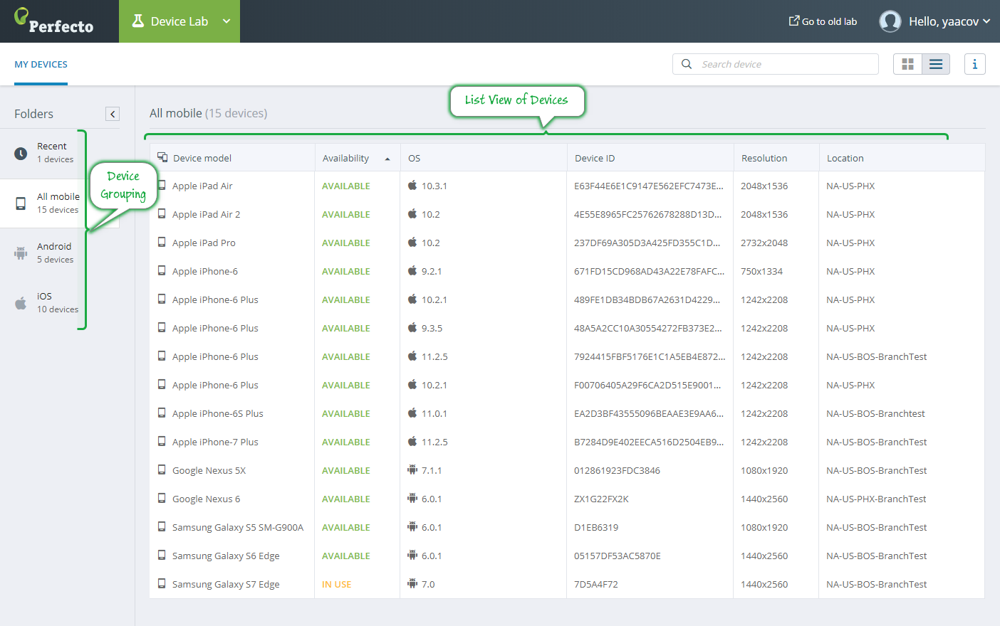 Perfecto
Device Lab
Go to old lab
Hello, yaacov
MY DEVICES
Search device
i
Folders
Recent
1 devices
All mobile
15 devices
Android
5 devices
iOS
10 devices
Device
Grouping
All mobile (15 devices)
List View of Devices
Device model Availability OS Device ID Resolution Location
Apple iPad Air AVAILABLE 10.3.1 E63F44E6E1C9147E562EFC7473E... 2048x1536 NA-US-PHX
Apple iPad Air 2 AVAILABLE 10.2 4E55E8965FC25762678288D13D... 2048x1536 NA-US-PHX
Apple iPad Pro AVAILABLE 10.2 237DF69A305D3A425FD355C1D... 2732x2048 NA-US-PHX
Apple iPhone-6 AVAILABLE 9.2.1 671FD15CD968AD43A22E78FAFC... 750x1334 NA-US-PHX
Apple iPhone-6 Plus AVAILABLE 10.2.1 489FE1DB34BDB67A2631D4229... 1242x2208 NA-US-PHX
Apple iPhone-6 Plus AVAILABLE 9.3.5 48A5A2CC10A30554272FB373E2... 1242x2208 NA-US-PHX
Apple iPhone-6 Plus AVAILABLE 11.2.5 7924415FBF5176E1C1A5EB4E872... 1242x2208 NA-US-BOS-BranchTest
Apple iPhone-6 Plus AVAILABLE 10.2.1 F00706405A29F6CA2D515E9001... 1242x2208 NA-US-PHX
Apple iPhone-6S Plus AVAILABLE 11.0.1 EA2D3BF43555096BEAAE3E9AA6... 1242x2208 NA-US-BOS-Branchtest
Apple iPhone-7 Plus AVAILABLE 11.2.5 B7284D9E402EECA516D2504EB9... 1242x2208 NA-US-BOS-BranchTest
Google Nexus 5X AVAILABLE 7.1.1 012861923FDC3846 1080x1920 NA-US-BOS-BranchTest
Google Nexus 6 AVAILABLE 6.0.1 ZX1G22FX2K 1440x2560 NA-US-PHX-BranchTest
Samsung Galaxy S5 SM-G900A AVAILABLE 6.0.1 D1EB6319 1080x1920 NA-US-BOS-BranchTest
Samsung Galaxy S6 Edge AVAILABLE 6.0.1 05157DF53AC5870E 1440x2560 NA-US-BOS-BranchTest
Samsung Galaxy S7 Edge IN USE 7.0 7D5A4F72 1440x2560 NA-US-BOS-BranchTest